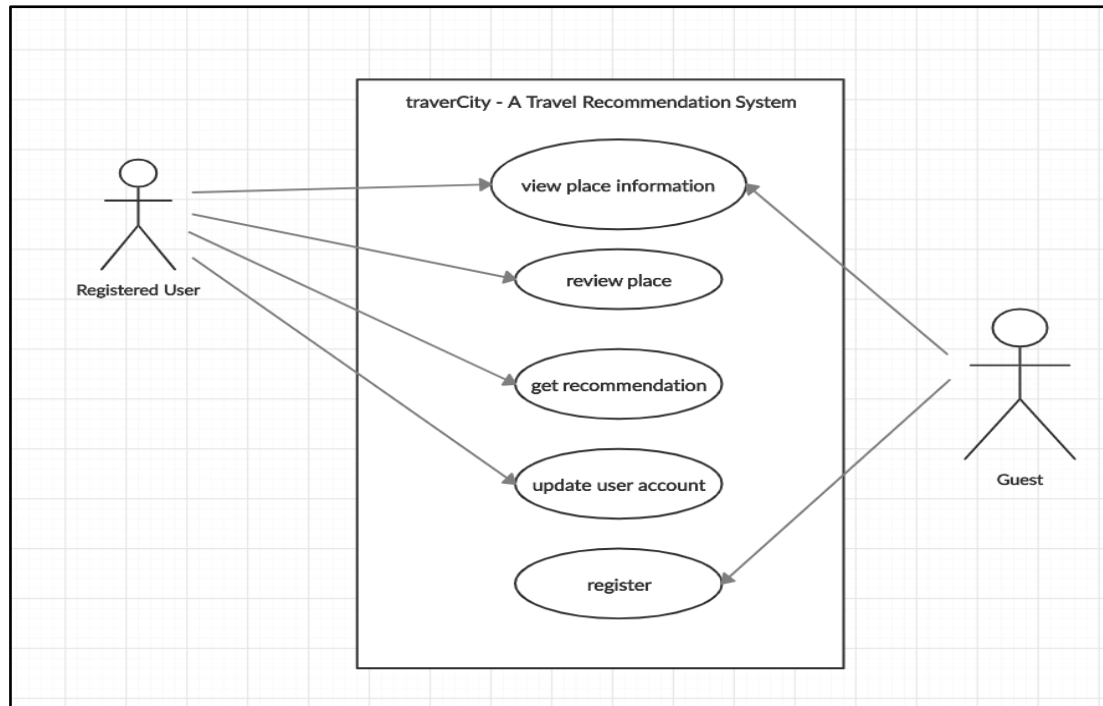 traverCity - A Travel Recommendation System
view place information
review place
Registered User
get recommendation
update user account
Guest
register